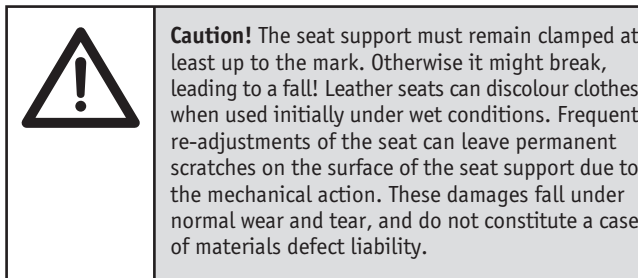 Caution! The seat support must remain clamped at
least up to the mark. Otherwise it might break,
leading to a fall! Leather seats can discolour clothes
when used initially under wet conditions. Frequent
re-adjustments of the seat can leave permanent
scratches on the surface of the seat support due to
the mechanical action. These damages fall under
normal wear and tear, and do not constitute a case
of materials defect liability.